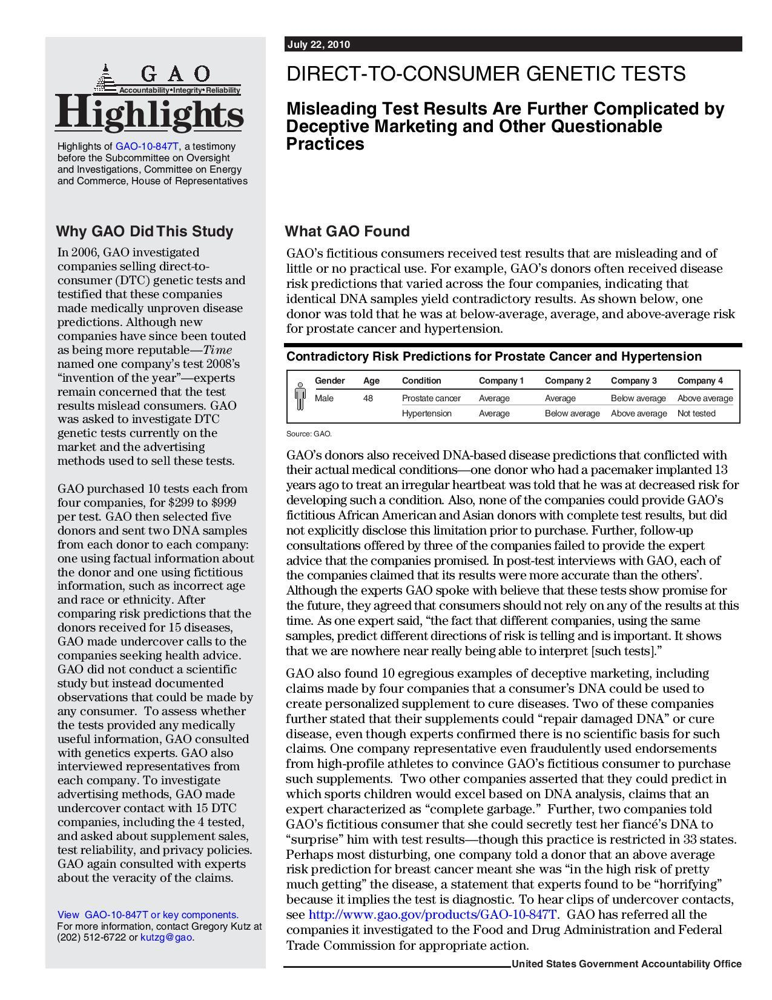 G A O
Accountability•Integrity•Reliability
Highlights
Highlights of GAO-10-847T, a testimony
before the Subcommittee on Oversight
and Investigations, Committee on Energy
and Commerce, House of Representatives
Why GAO Did This Study
In 2006, GAO investigated
companies selling direct-to-
consumer (DTC) genetic tests and
testified that these companies
made medically unproven disease
predictions. Although new
companies have since been touted
as being more reputable—Time
named one company’s test 2008’s
“invention of the year”—experts
remain concerned that the test
results mislead consumers. GAO
was asked to investigate DTC
genetic tests currently on the
market and the advertising
methods used to sell these tests.
GAO purchased 10 tests each from
four companies, for $299 to $999
per test. GAO then selected five
donors and sent two DNA samples
from each donor to each company:
one using factual information about
the donor and one using fictitious
information, such as incorrect age
and race or ethnicity. After
comparing risk predictions that the
donors received for 15 diseases,
GAO made undercover calls to the
companies seeking health advice.
GAO did not conduct a scientific
study but instead documented
observations that could be made by
any consumer.  To assess whether
the tests provided any medically
useful information, GAO consulted
with genetics experts. GAO also
interviewed representatives from
each company. To investigate
advertising methods, GAO made
undercover contact with 15 DTC
companies, including the 4 tested,
and asked about supplement sales,
test reliability, and privacy policies.
GAO again consulted with experts
about the veracity of the claims.
View  GAO-10-847T or key components.
For more information, contact Gregory Kutz at
(202) 512-6722 or kutzg@gao.
July 22, 2010
DIRECT-TO-CONSUMER GENETIC TESTS
Misleading Test Results Are Further Complicated by
Deceptive Marketing and Other Questionable
Practices
What GAO Found
GAO’s fictitious consumers received test results that are misleading and of
little or no practical use. For example, GAO’s donors often received disease
risk predictions that varied across the four companies, indicating that
identical DNA samples yield contradictory results. As shown below, one
donor was told that he was at below-average, average, and above-average risk
for prostate cancer and hypertension.
Contradictory Risk Predictions for Prostate Cancer and Hypertension
Gender Age Condition Company 1 Company 2 Company 3 Company 4
Male 48 Prostate cancer Average Average Below average Above average
Hypertension Average Below average Above average Not tested
Source: GAO.
GAO’s donors also received DNA-based disease predictions that conflicted with
their actual medical conditions—one donor who had a pacemaker implanted 13
years ago to treat an irregular heartbeat was told that he was at decreased risk for
developing such a condition. Also, none of the companies could provide GAO’s
fictitious African American and Asian donors with complete test results, but did
not explicitly disclose this limitation prior to purchase. Further, follow-up
consultations offered by three of the companies failed to provide the expert
advice that the companies promised. In post-test interviews with GAO, each of
the companies claimed that its results were more accurate than the others’.
Although the experts GAO spoke with believe that these tests show promise for
the future, they agreed that consumers should not rely on any of the results at this
time. As one expert said, “the fact that different companies, using the same
samples, predict different directions of risk is telling and is important. It shows
that we are nowhere near really being able to interpret [such tests].”
GAO also found 10 egregious examples of deceptive marketing, including
claims made by four companies that a consumer’s DNA could be used to
create personalized supplement to cure diseases. Two of these companies
further stated that their supplements could “repair damaged DNA” or cure
disease, even though experts confirmed there is no scientific basis for such
claims. One company representative even fraudulently used endorsements
from high-profile athletes to convince GAO’s fictitious consumer to purchase
such supplements.  Two other companies asserted that they could predict in
which sports children would excel based on DNA analysis, claims that an
expert characterized as “complete garbage.”  Further, two companies told
GAO’s fictitious consumer that she could secretly test her fiancé’s DNA to
“surprise” him with test results—though this practice is restricted in 33 states.
Perhaps most disturbing, one company told a donor that an above average
risk prediction for breast cancer meant she was “in the high risk of pretty
much getting” the disease, a statement that experts found to be “horrifying”
because it implies the test is diagnostic. To hear clips of undercover contacts,
see http://www.gao.gov/products/GAO-10-847T.  GAO has referred all the
companies it investigated to the Food and Drug Administration and Federal
Trade Commission for appropriate action.
United States Government Accountability Office